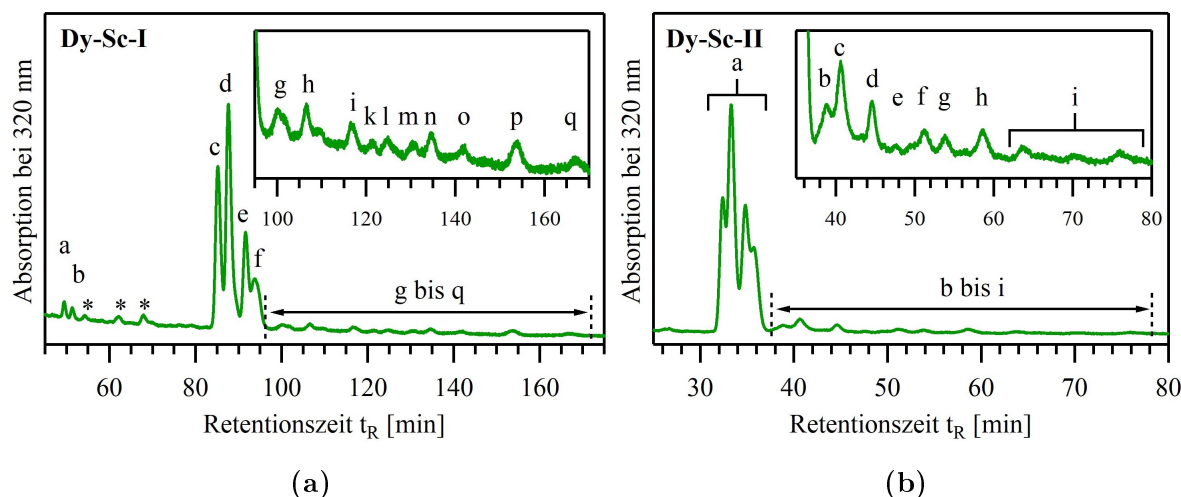 Dy-Sc-I
Absorption bei 320 nm
a
b
*
*
*
c
d
e
f
g bis q
g
h
i
k
l
m
n
o
p
q
100 120 140 160
60 80 100 120 140 160
Retentionszeit tR [min]
(a)
Dy-Sc-II
Absorption bei 320 nm
a
b bis i
b
c
d
e
f
g
h
i
40 50 60 70 80
30 40 50 60 70 80
Retentionszeit tR [min]
(b)